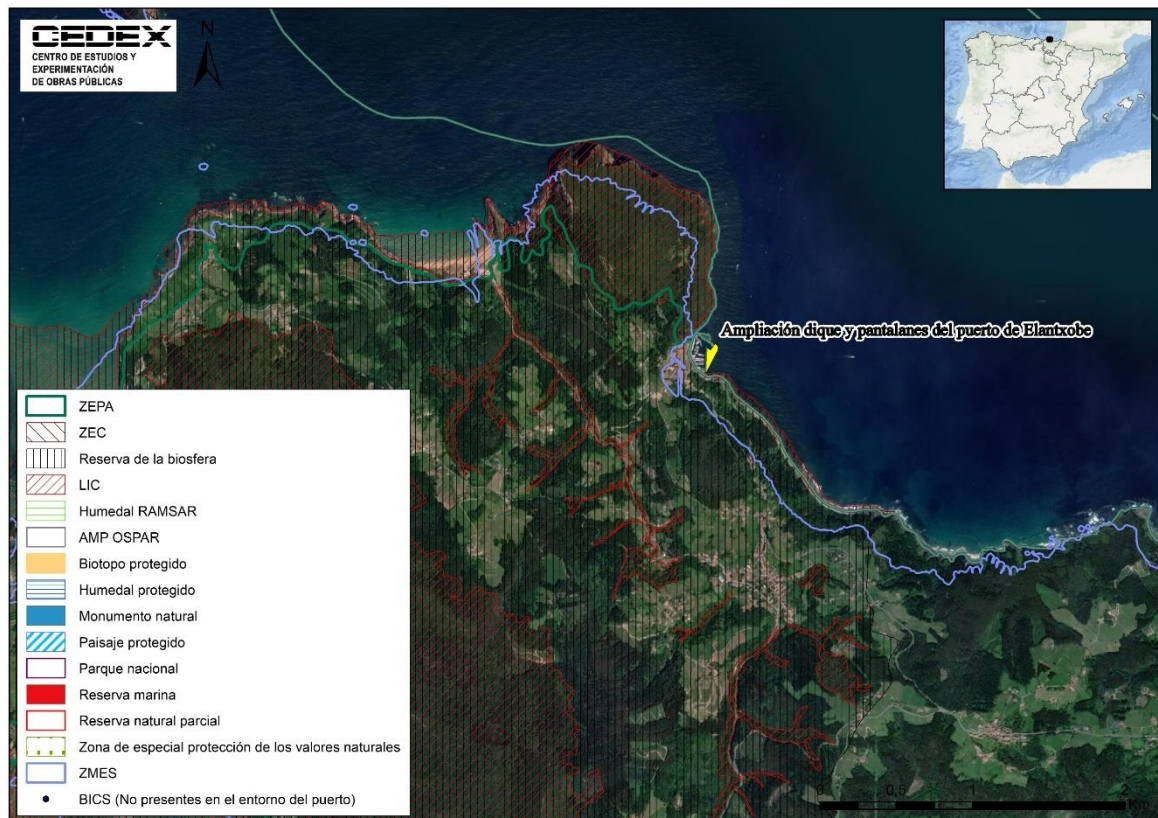 CEDEX
CENTRO DE ESTUDIOS Y
EXPERIMENTACIÓN
DE OBRAS PÚBLICAS
N
Ampliación dique y pantalanes del puerto de Elantxobe
ZEPA
ZEC
Reserva de la biosfera
LIC
Humedal RAMSAR
AMP OSPAR
Biotopo protegido
Humedal protegido
Monumento natural
Paisaje protegido
Parque nacional
Reserva marina
Reserva natural parcial
Zona de especial protección de los valores naturales
ZMES
BICS (No presentes en el entorno del puerto)
0 0,5 1 2
Km